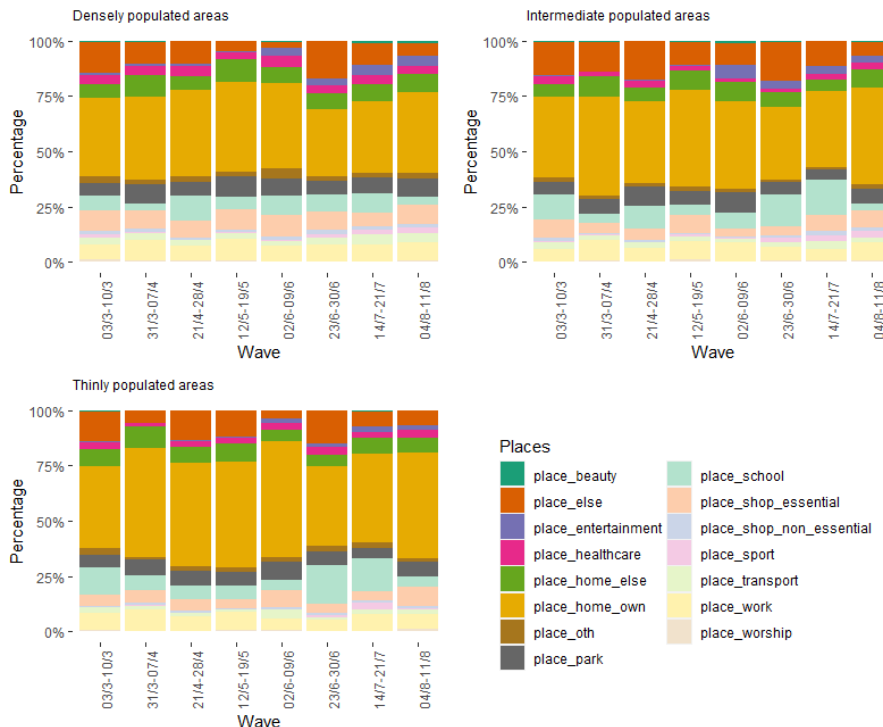 Densely populated areas
100%
75%
50%
25%
0%
Percentage
03/3-10/3
31/3-07/4
21/4-28/4
12/5-19/5
02/6-09/6
23/6-30/6
14/7-21/7
04/8-11/8
Wave
Intermediate populated areas
100%
75%
50%
25%
0%
Percentage
03/3-10/3
31/3-07/4
21/4-28/4
12/5-19/5
02/6-09/6
23/6-30/6
14/7-21/7
04/8-11/8
Wave
Thinly populated areas
100%
75%
50%
25%
0%
Percentage
03/3-10/3
31/3-07/4
21/4-28/4
12/5-19/5
02/6-09/6
23/6-30/6
14/7-21/7
04/8-11/8
Wave
Places
place_beauty
place_else
place_entertainment
place_healthcare
place_home_else
place_home_own
place_oth
place_park
place_school
place_shop_essential
place_shop_non_essential
place_sport
place_transport
place_work
place_worship